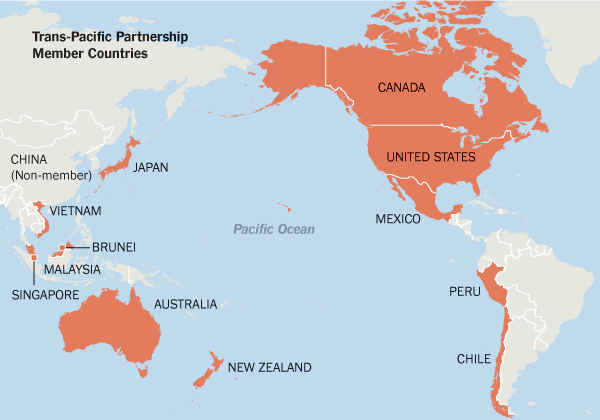 Trans-Pacific Partnership
Member Countries
CANADA
CHINA
(Non-member)
JAPAN
UNITED STATES
VIETNAM
MEXICO
Pacific Ocean
BRUNEI
MALAYSIA
SINGAPORE
PERU
AUSTRALIA
CHILE
NEW ZEALAND